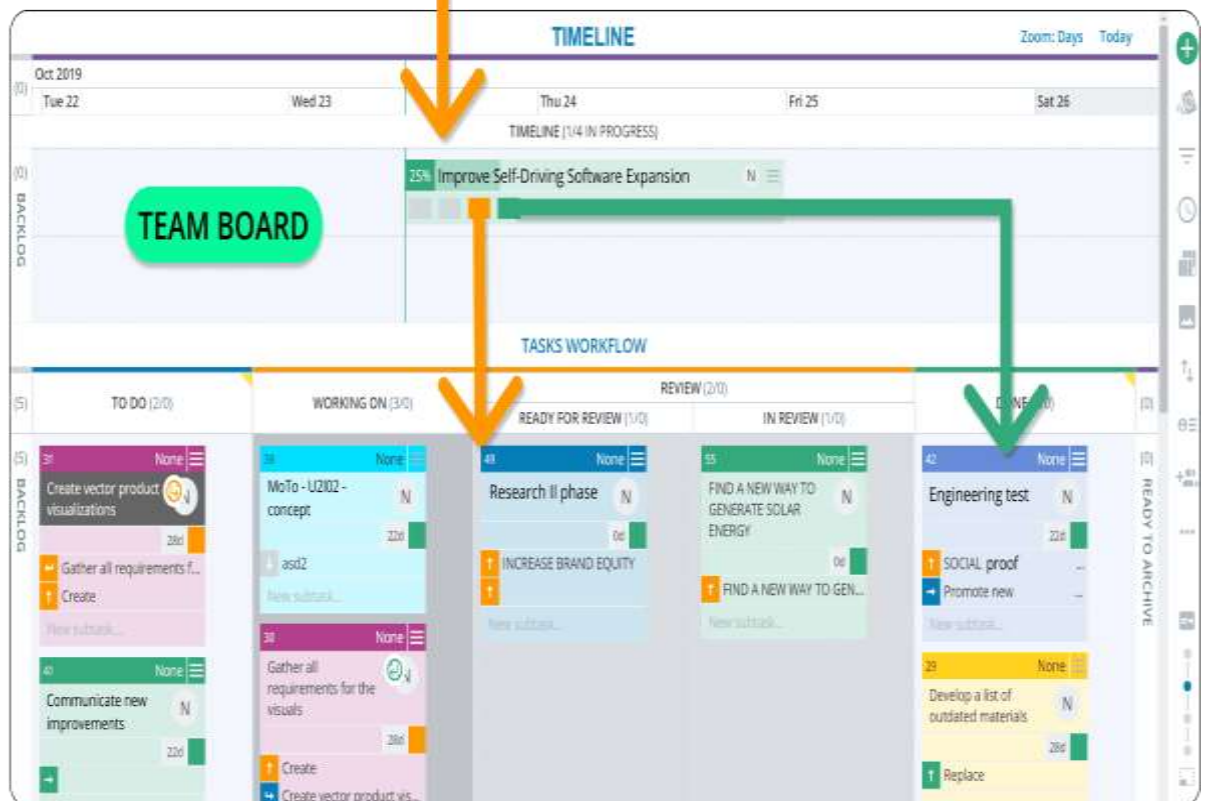 TIMELINE
Zoom: Days Today
Oct 2019
(0)
Tue 22 Wed 23 Thu 24 Fri 25 Sat 26
TIMELINE (1/4 IN PROGRESS)
(0) BACKLOG
25% Improve Self-Driving Software Expansion N
TEAM BOARD
TASKS WORKFLOW
(5) TO DO (2/0) WORKING ON (3/0) REVIEW (2/0) (0)
READY FOR REVIEW (1/0) IN REVIEW (1/0)
(5) BACKLOG
31 None
Create vector product
visualizations
28d
Gather all requirements f...
Create
New subtask...
None
Communicate new N
improvements
22d
None
MoTo - U2I02 - N
concept
22d
asd2
New subtask...
30 None
Gather all
requirements for the
visuals
28d
Create
Create vector product vis...
None
Research II phase N
0d
INCREASE BRAND EQUITY
New subtask...
55 None
FIND A NEW WAY TO N
GENERATE SOLAR
ENERGY
0d
FIND A NEW WAY TO GEN...
New subtask...
42 None
Engineering test N
22d
SOCIAL proof ...
Promote new ...
New subtask...
29 None
Develop a list of N
outdated materials
28d
Replace
(0) READY TO ARCHIVE